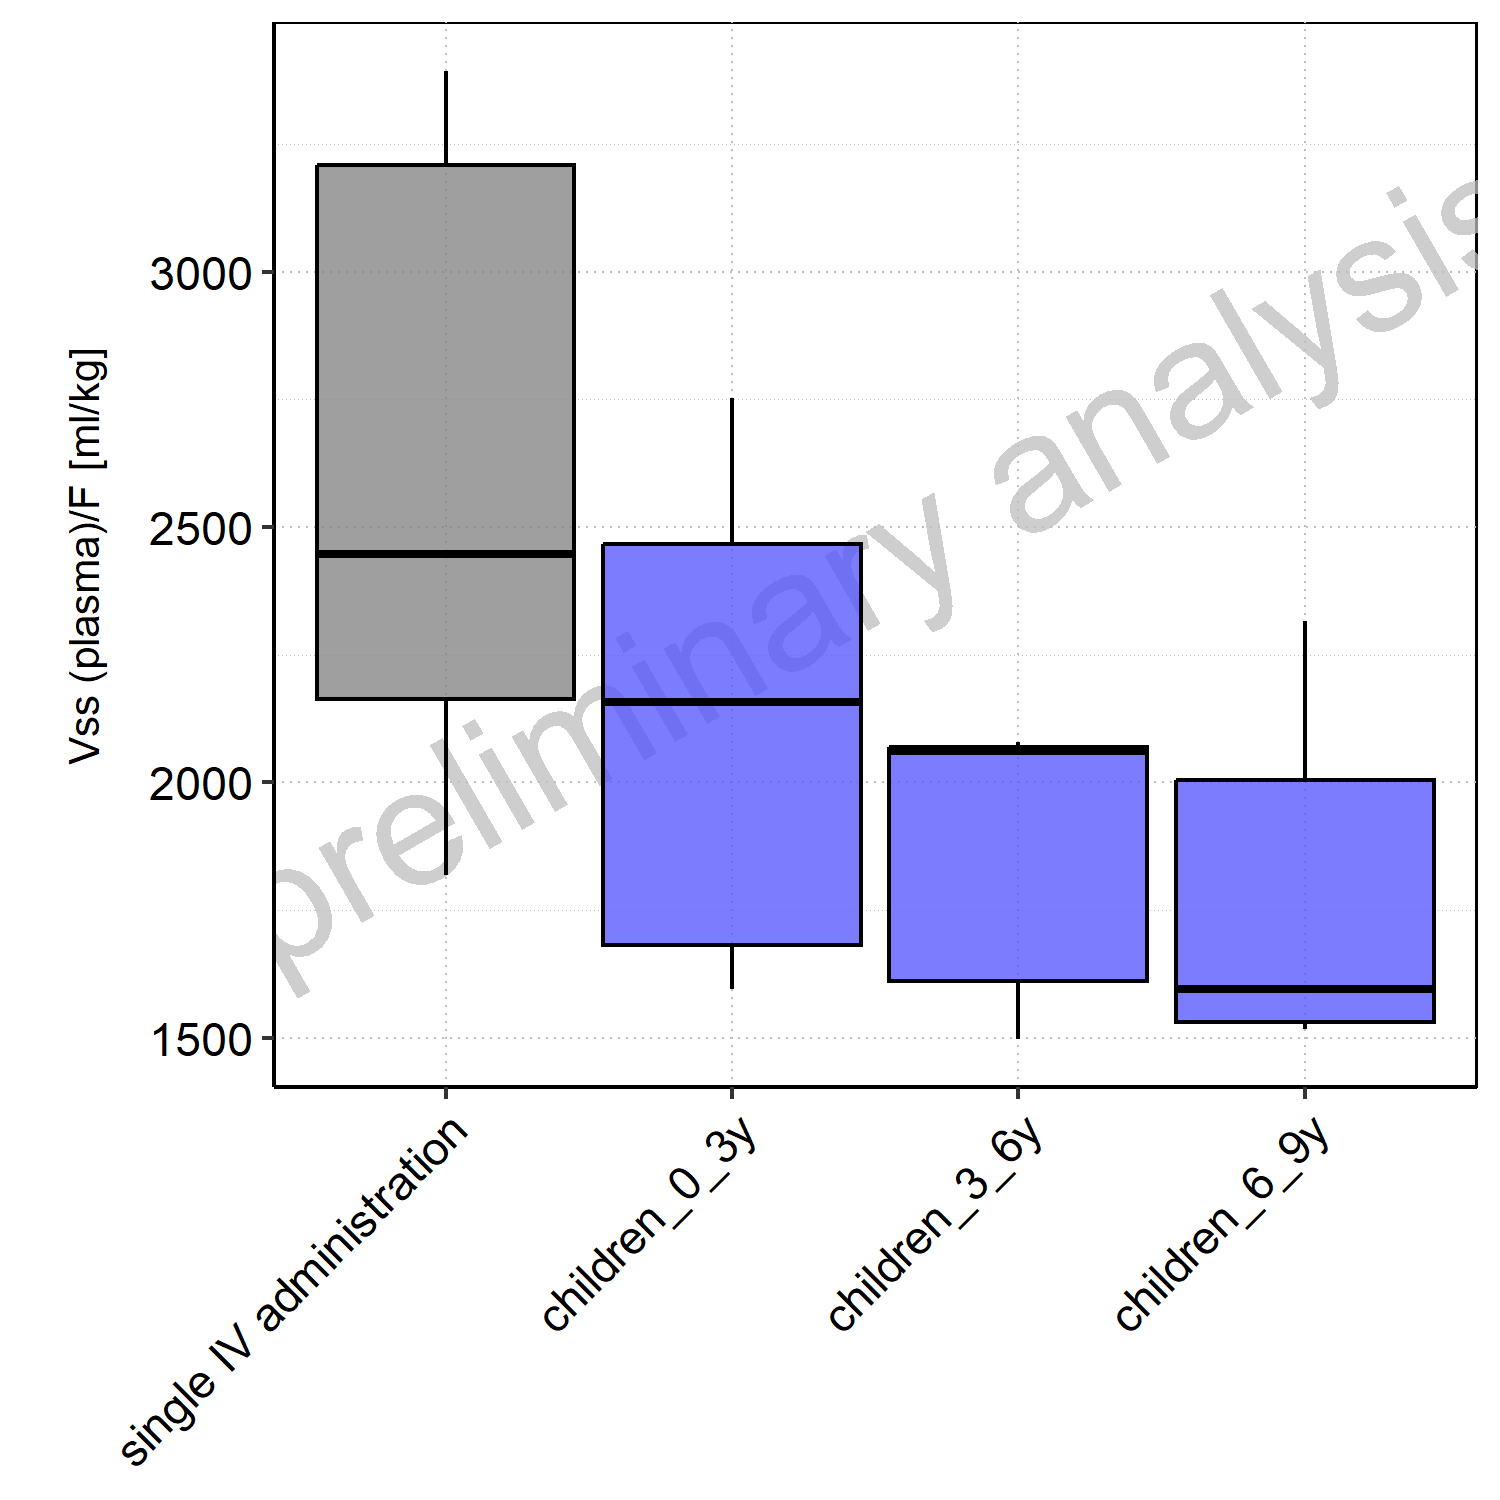 Vss (plasma)/F [ml/kg]
3000
2500
2000
1500
preliminary analysis
single IV administration
children_0_3y
children_3_6y
children_6_9y